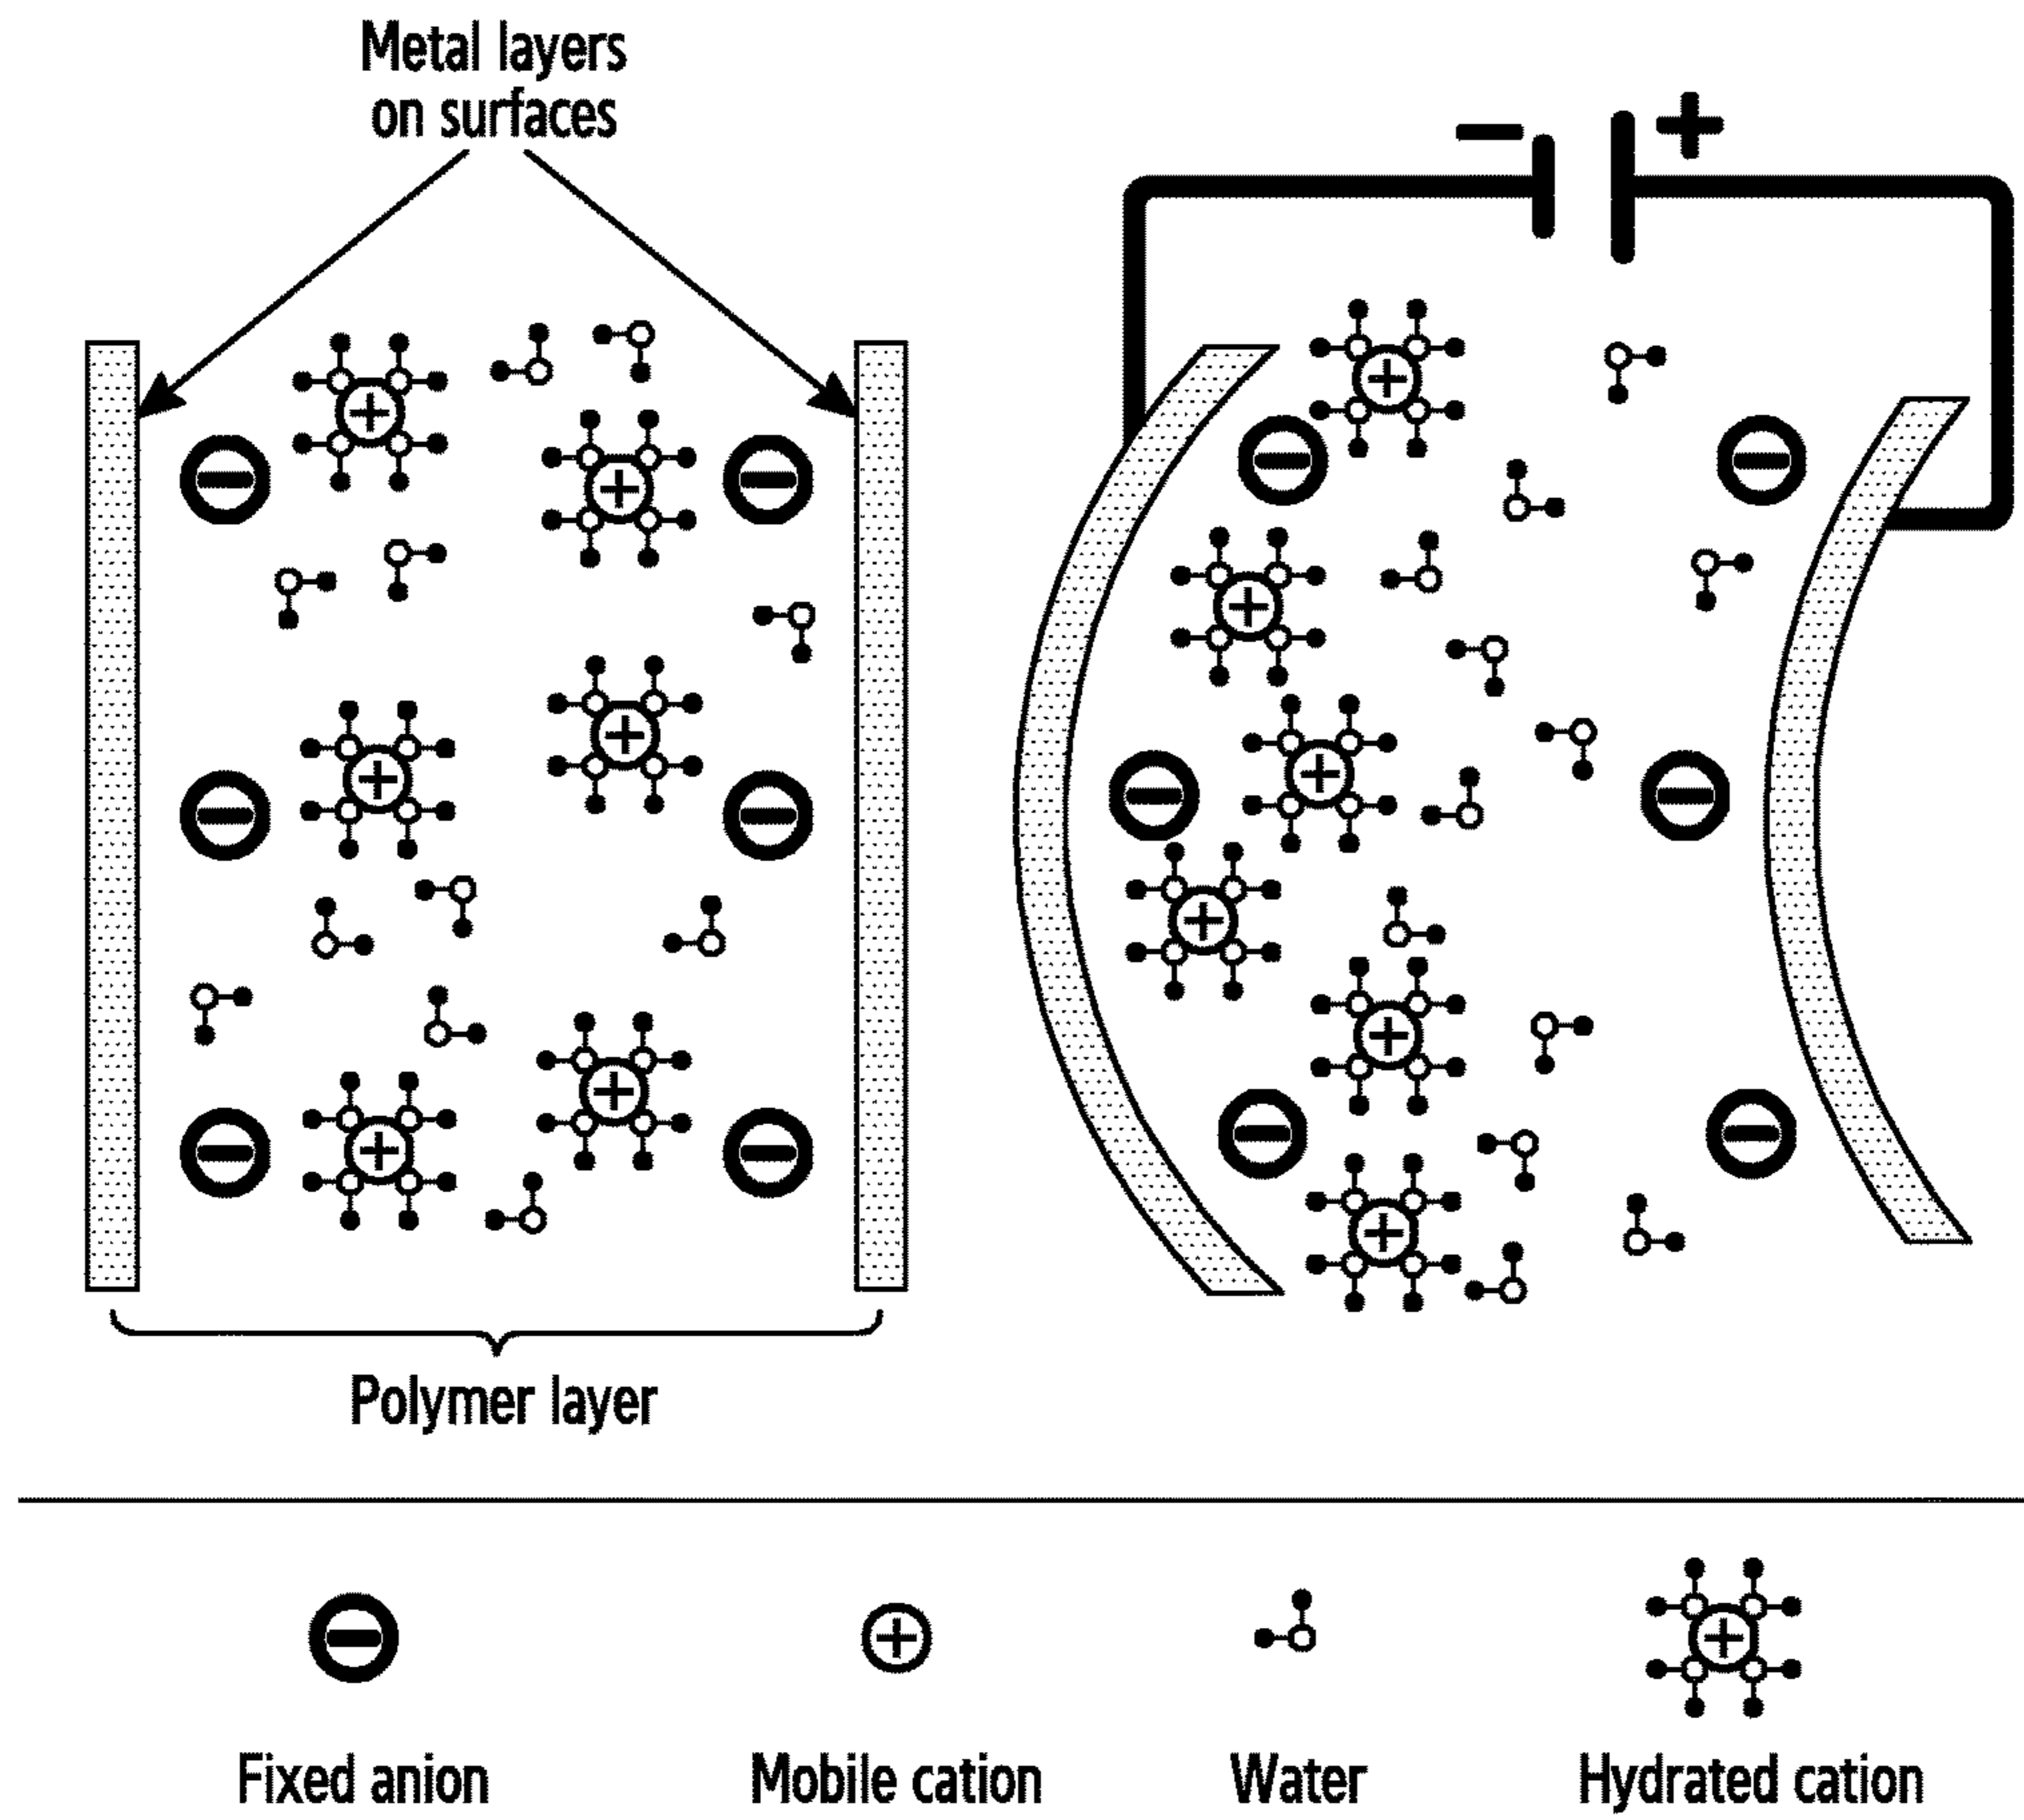 Metal layers
on surfaces
− +
Polymer layer
Fixed anion
Mobile cation
Water
Hydrated cation